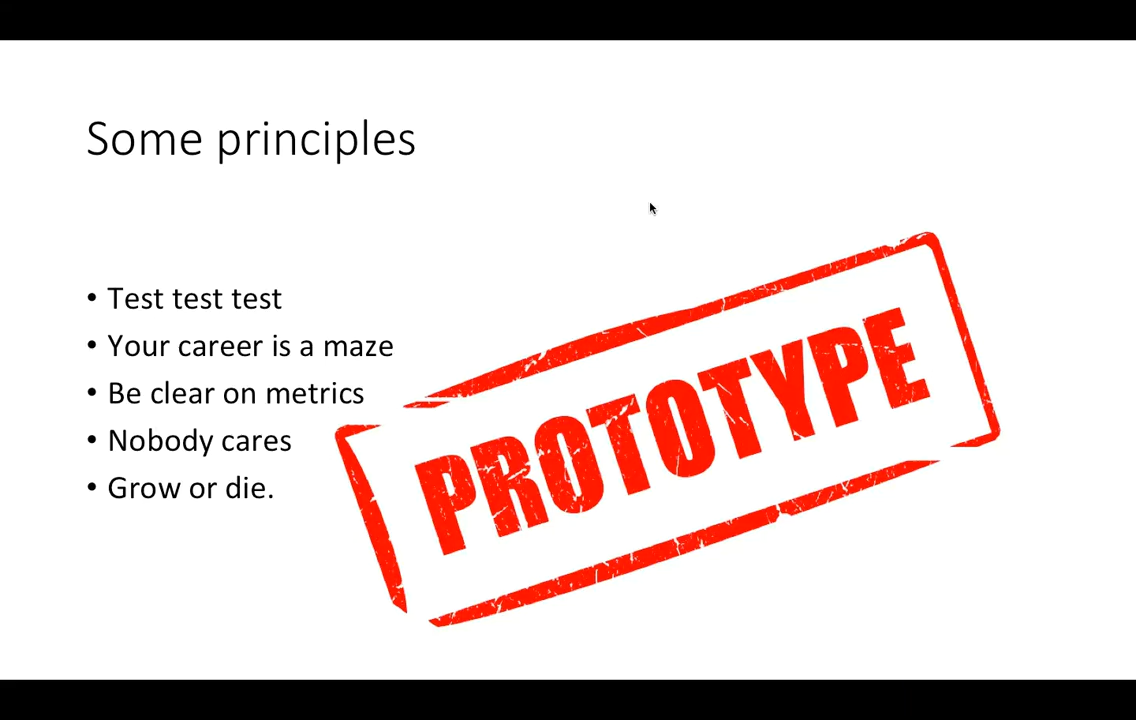 Some principles
• Test test test
• Your career is a maze
• Be clear on metrics
• Nobody cares
• Grow or die.
PROTOTYPE